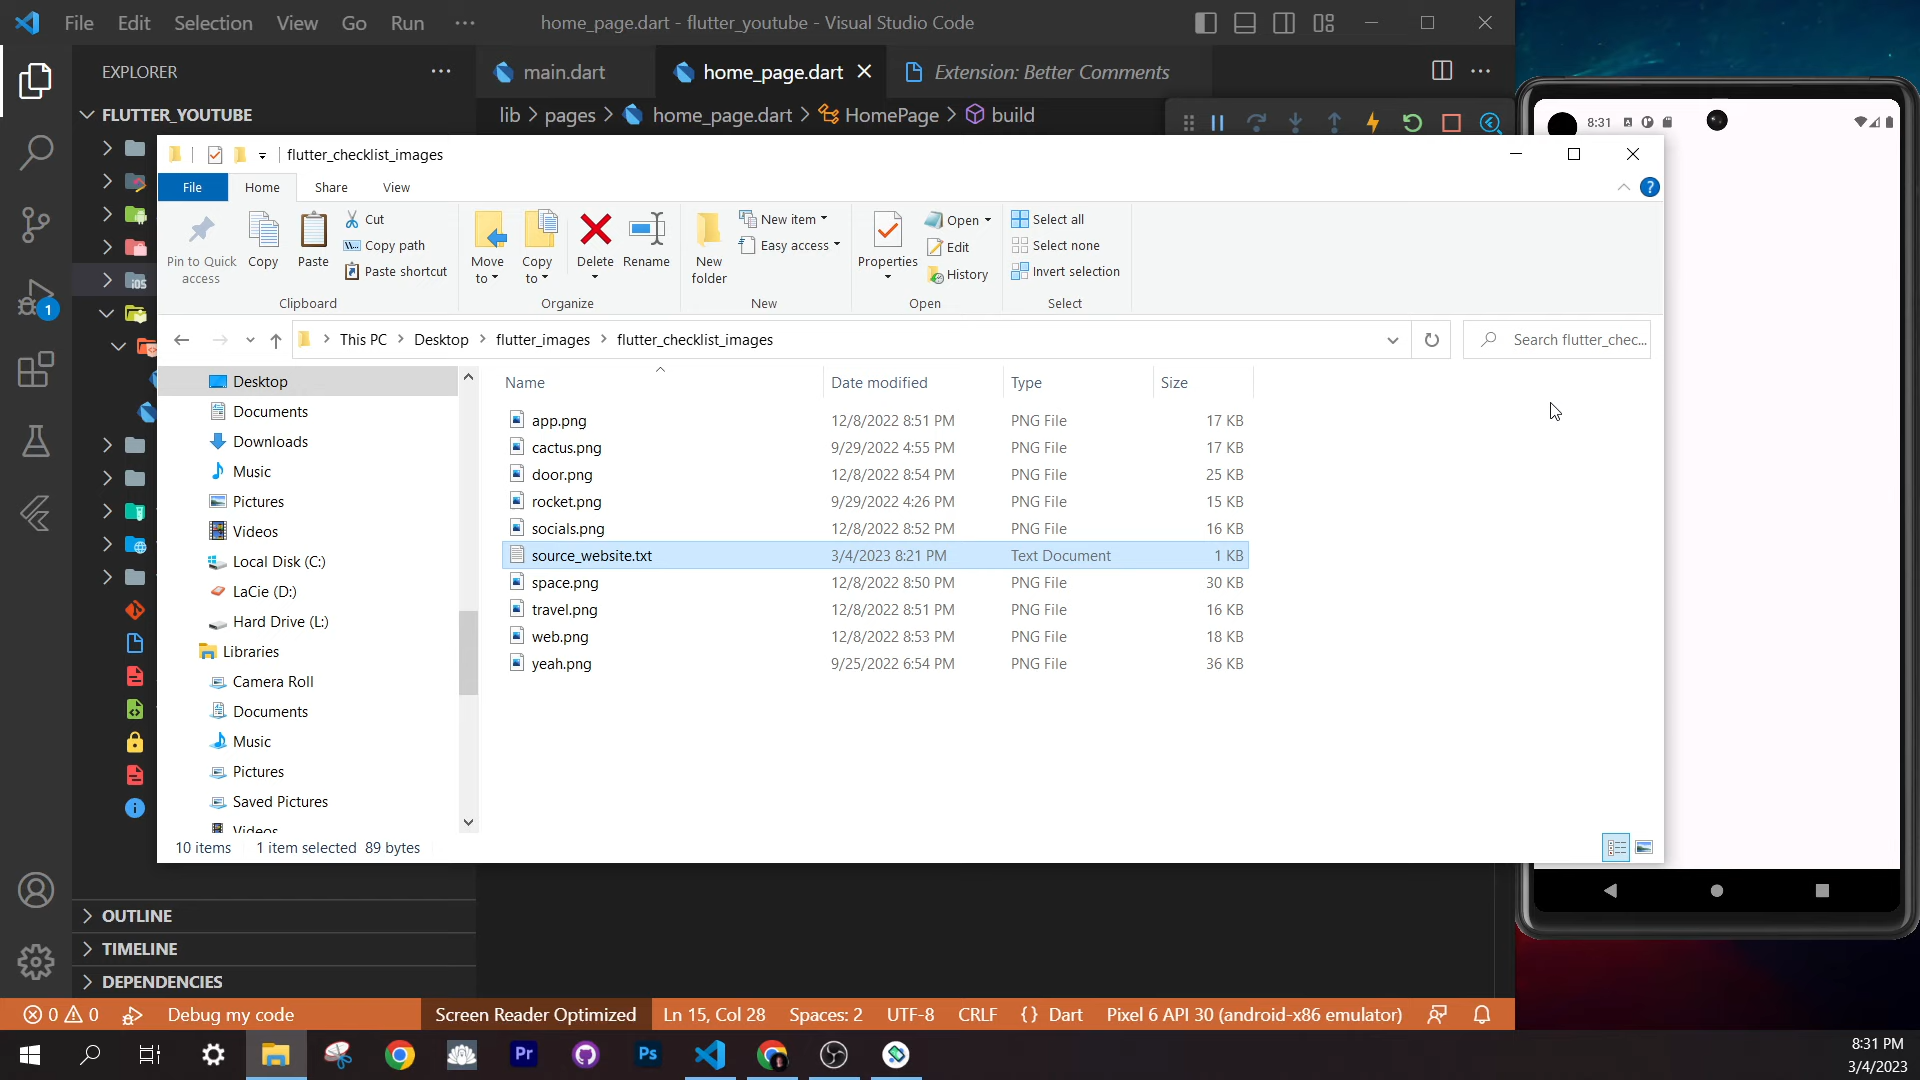 File Edit Selection View Go Run ···
home_page.dart - flutter_youtube - Visual Studio Code
EXPLORER
main.dart
home_page.dart
Extension: Better Comments
FLUTTER_YOUTUBE
lib > pages > home_page.dart > HomePage > build
8:31
flutter_checklist_images
File Home Share View
Pin to Quick access
Copy
Paste
Cut
Copy path
Paste shortcut
Clipboard
Move to
Copy to
Delete
Rename
Organize
New folder
New item
Easy access
New
Properties
Open
Edit
History
Open
Select all
Select none
Invert selection
Select
This PC > Desktop > flutter_images > flutter_checklist_images
Search flutter_chec...
Desktop
Documents
Downloads
Music
Pictures
Videos
Local Disk (C:)
LaCie (D:)
Hard Drive (L:)
Libraries
Camera Roll
Documents
Music
Pictures
Saved Pictures
Videos
Name Date modified Type Size
app.png 12/8/2022 8:51 PM PNG File 17 KB
cactus.png 9/29/2022 4:55 PM PNG File 17 KB
door.png 12/8/2022 8:54 PM PNG File 25 KB
rocket.png 9/29/2022 4:26 PM PNG File 15 KB
socials.png 12/8/2022 8:52 PM PNG File 16 KB
source_website.txt 3/4/2023 8:21 PM Text Document 1 KB
space.png 12/8/2022 8:50 PM PNG File 30 KB
travel.png 12/8/2022 8:51 PM PNG File 16 KB
web.png 12/8/2022 8:53 PM PNG File 18 KB
yeah.png 9/25/2022 6:54 PM PNG File 36 KB
10 items 1 item selected 89 bytes
1
iOS
OUTLINE
TIMELINE
DEPENDENCIES
0 0 Debug my code Screen Reader Optimized Ln 15, Col 28 Spaces: 2 UTF-8 CRLF {} Dart Pixel 6 API 30 (android-x86 emulator)
Pr
Ps
8:31 PM
3/4/2023